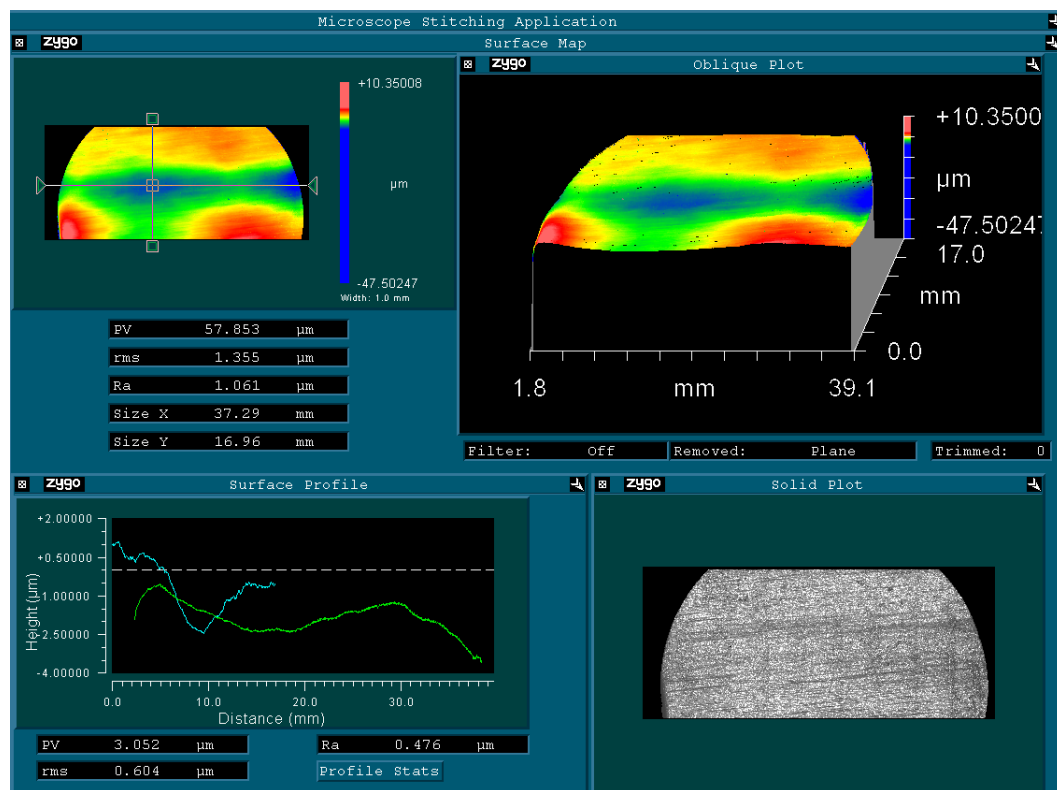 Microscope Stitching Application
zygo Surface Map
+10.35008
µm
-47.50247
Width: 1.0 mm
PV 57.853 µm
rms 1.355 µm
Ra 1.061 µm
Size X 37.29 mm
Size Y 16.96 mm
zygo Oblique Plot
+10.3500
µm
-47.50247
17.0
mm
0.0
1.8 mm 39.1
Filter: Off Removed: Plane Trimmed: 0
zygo Surface Profile
+2.00000
+0.50000
-1.00000
-2.50000
-4.00000
Height (µm)
0.0 10.0 20.0 30.0
Distance (mm)
PV 3.052 µm Ra 0.476 µm
rms 0.604 µm Profile Stats
zygo Solid Plot